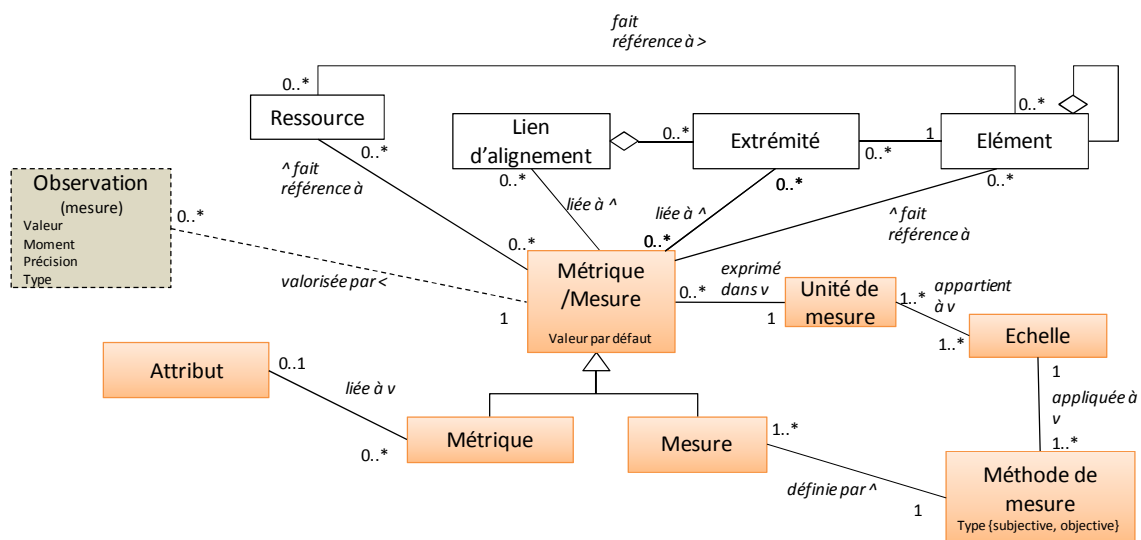 fait
référence à >
0..*
0..*
Ressource
0..*
Lien
d'alignement
0..*
0..*
Extrémité
0..*
1
0..*
Elément
0..*
^ fait
référence à
liée à ^
liée à ^
^ fait
référence à
Observation
(mesure)
Valeur
Moment
Précision
Type
0..*
valorisée par <
1
0..*
0..*
Métrique
/Mesure
Valeur par défaut
0..*
exprimé
dans v
1
Unité de
mesure
1..*
appartient
à v
1..*
Echelle
1
appliquée à
v
1..*
Attribut
0..1
liée à v
0..*
Métrique
Mesure
1..*
définie par ^
1
Méthode de
mesure
Type {subjective, objective}